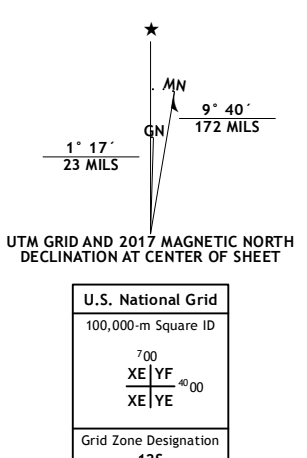 ★
MN
GN
9° 40´
172 MILS
1° 17´
23 MILS
UTM GRID AND 2017 MAGNETIC NORTH
DECLINATION AT CENTER OF SHEET
U.S. National Grid
100,000-m Square ID
⁷00
XE YF
⁴⁰00
XE YE
Grid Zone Designation